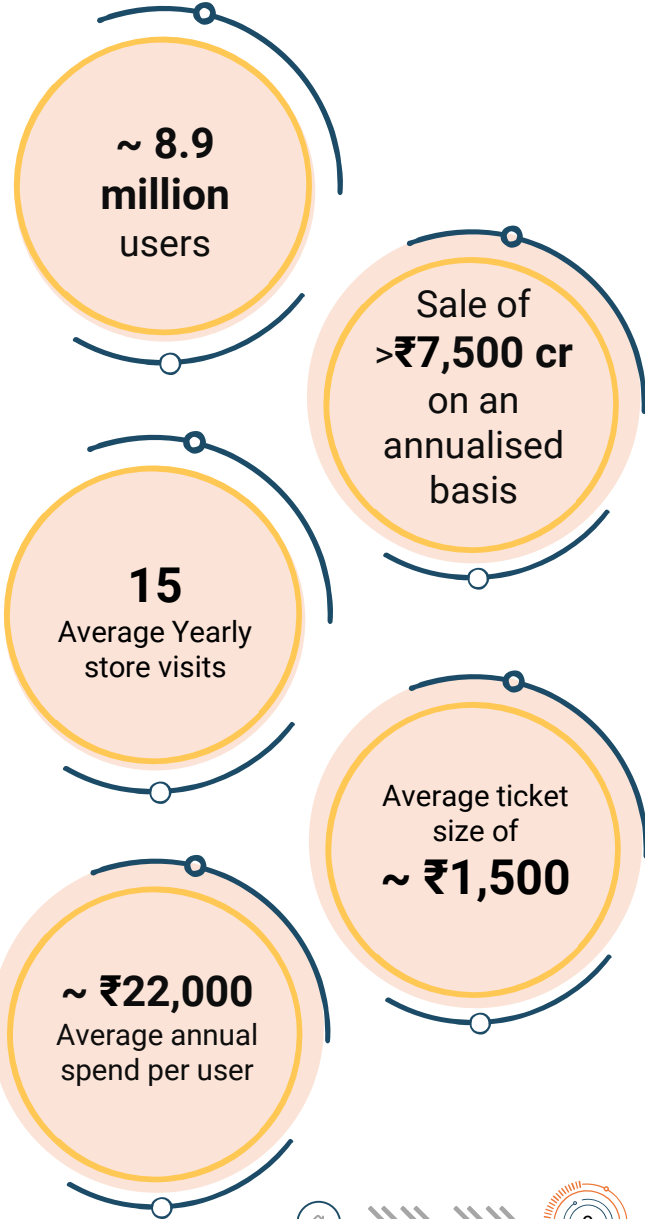 ~ 8.9
million
users
Sale of
>₹7,500 cr
on an
annualised
basis
15
Average Yearly
store visits
Average ticket
size of
~ ₹1,500
~ ₹22,000
Average annual
spend per user